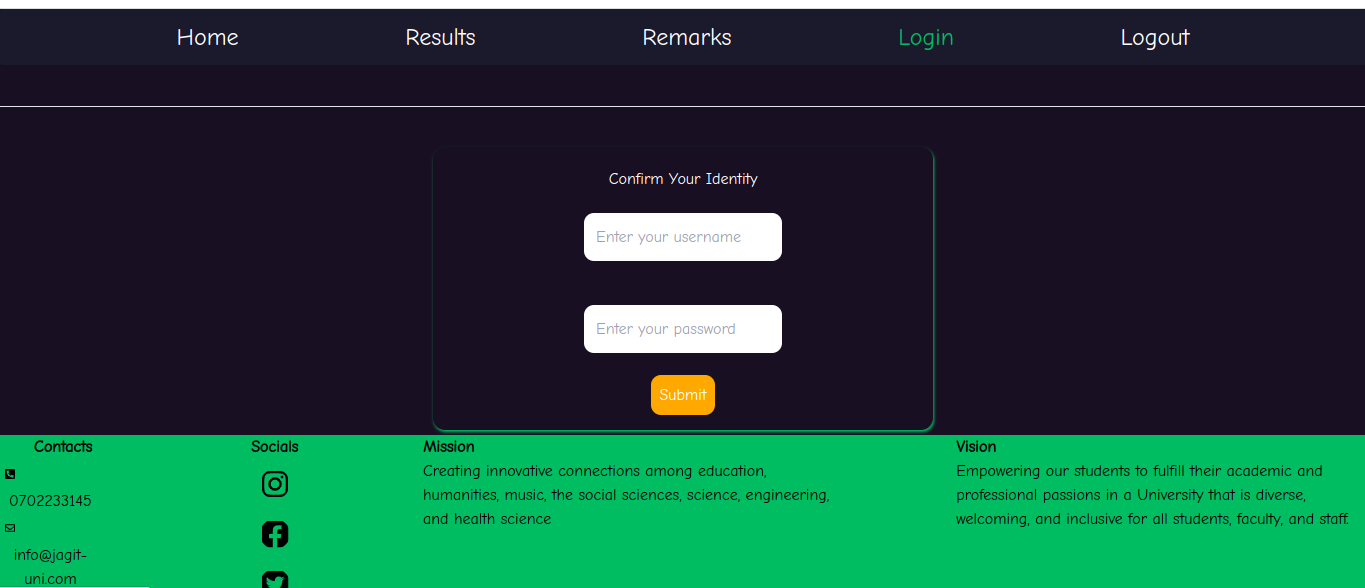 Home Results Remarks Login Logout
Confirm Your Identity
Enter your username
Enter your password
Submit
Contacts
0702233145
info@jagit-
uni.com
Socials
Mission
Creating innovative connections among education,
humanities, music, the social sciences, science, engineering,
and health science
Vision
Empowering our students to fulfill their academic and
professional passions in a University that is diverse,
welcoming, and inclusive for all students, faculty, and staff.